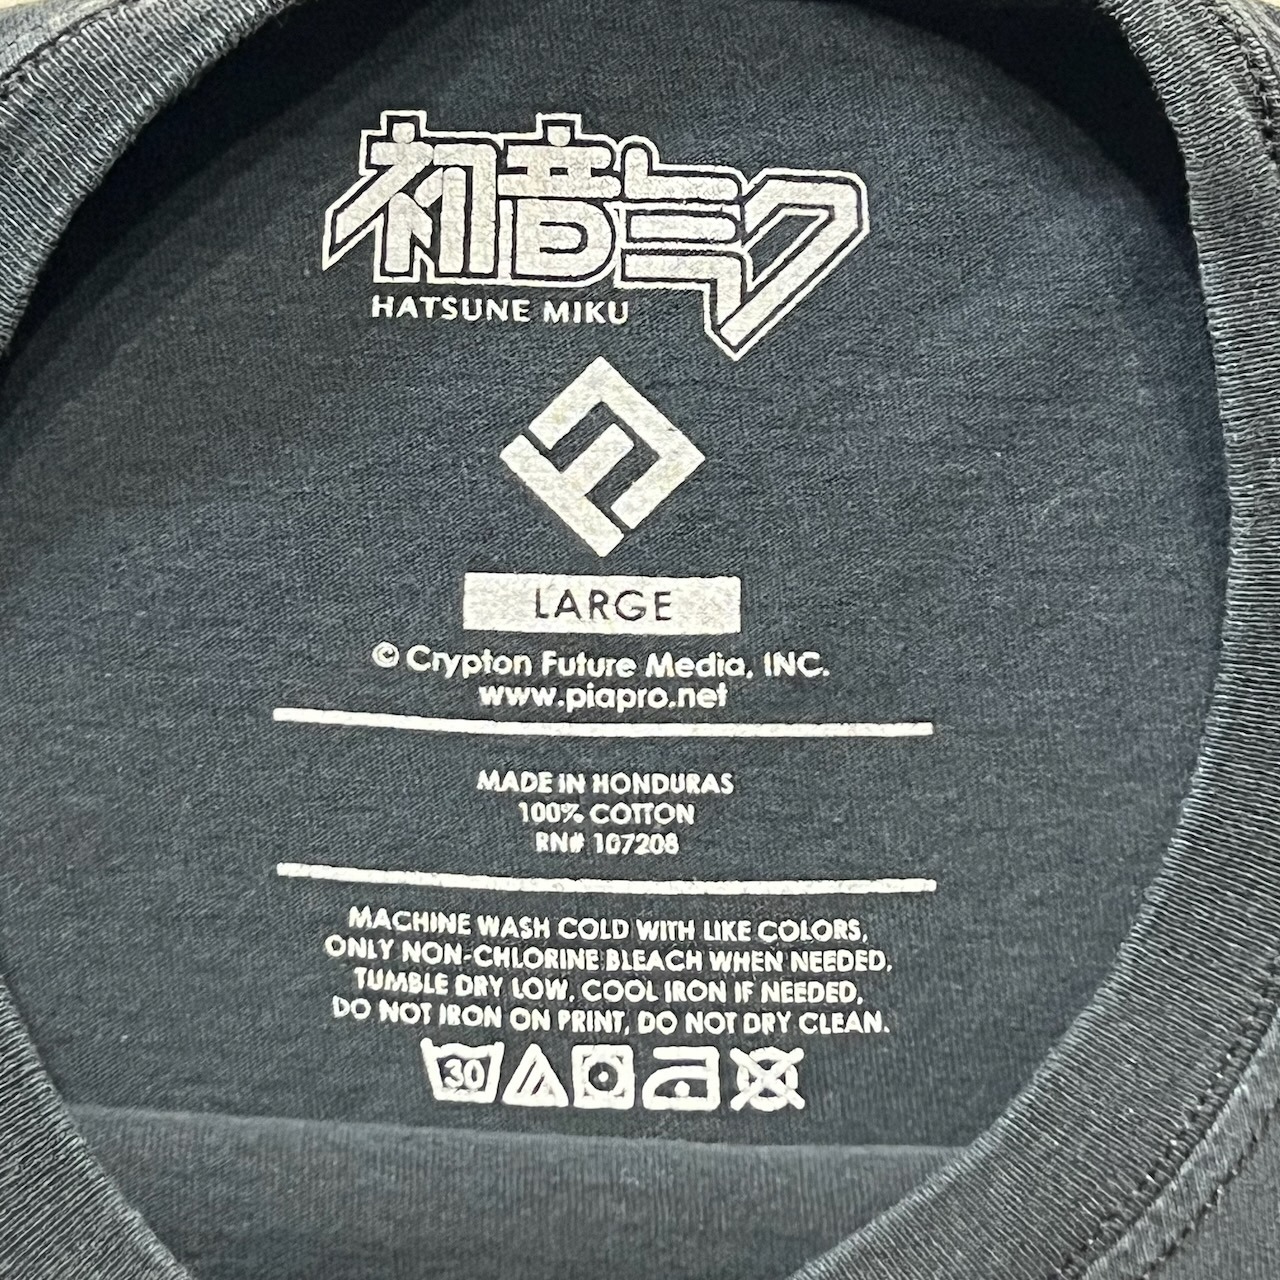 初音ミク
HATSUNE MIKU
LARGE
© Crypton Future Media, INC.
www.piapro.net
MADE IN HONDURAS
100% COTTON
RN# 107208
MACHINE WASH COLD WITH LIKE COLORS,
ONLY NON-CHLORINE BLEACH WHEN NEEDED,
TUMBLE DRY LOW, COOL IRON IF NEEDED,
DO NOT IRON ON PRINT, DO NOT DRY CLEAN.
30